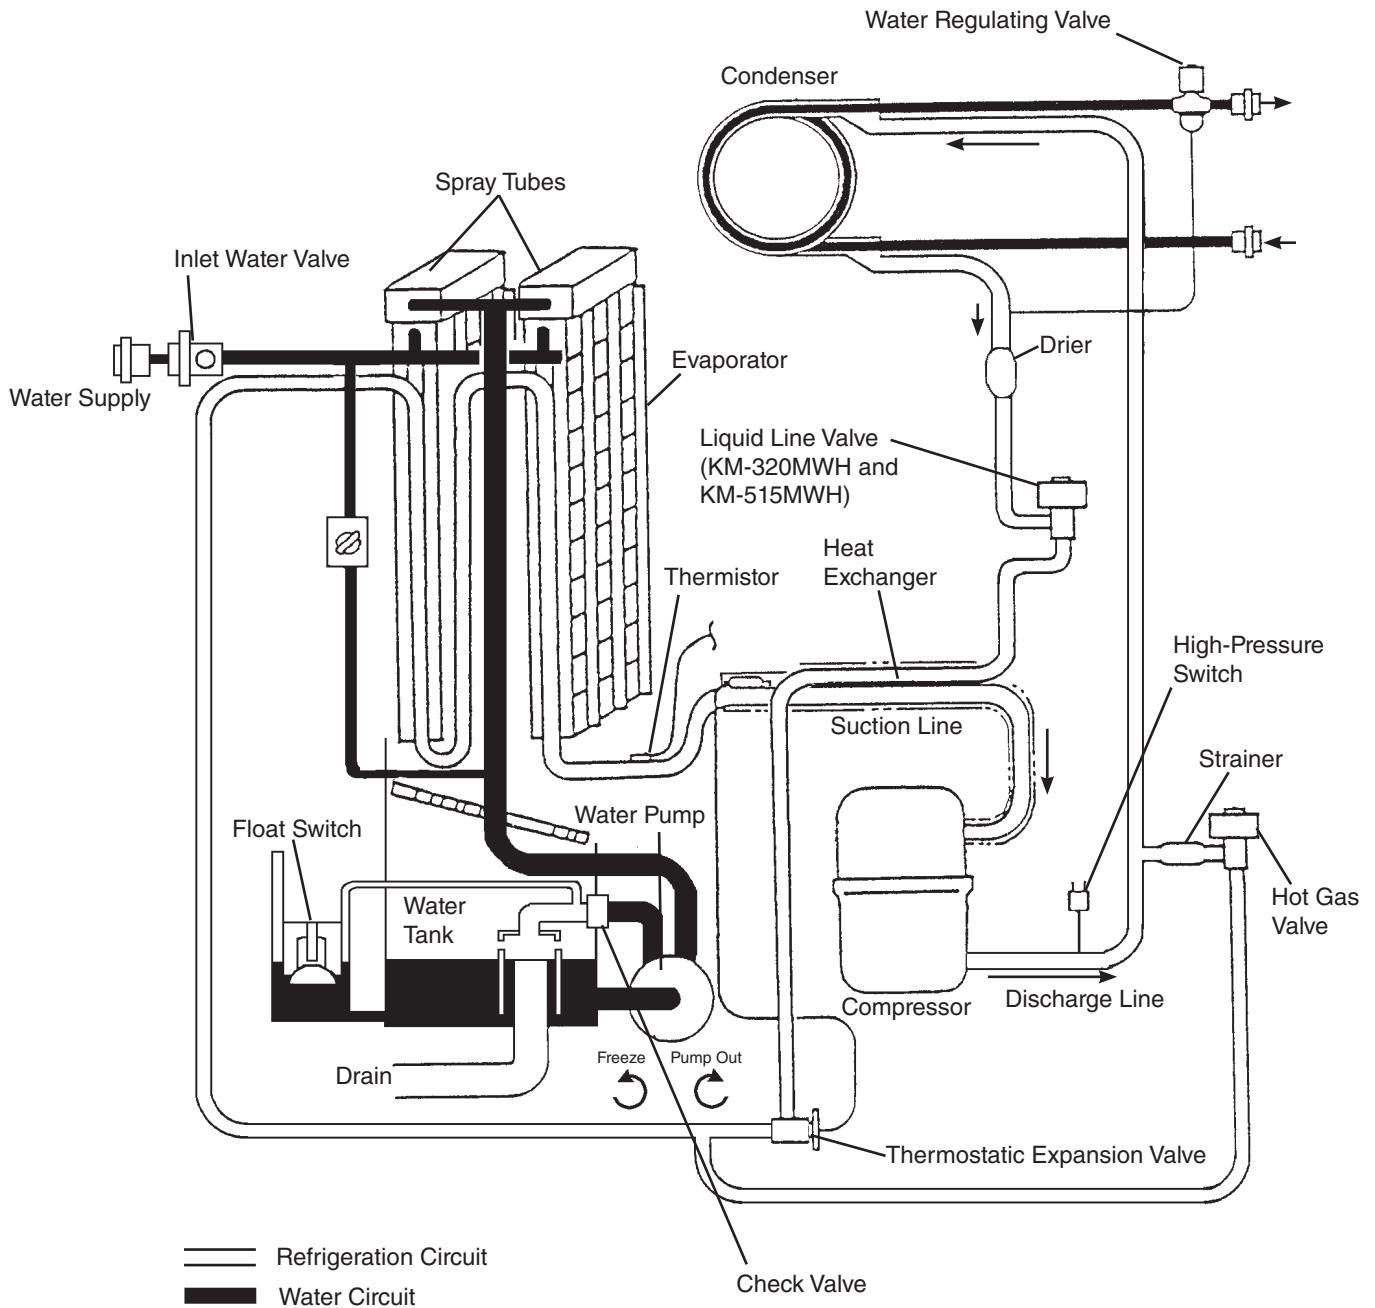 Water Regulating Valve
Condenser
Spray Tubes
Inlet Water Valve
Drier
Evaporator
Water Supply
Liquid Line Valve
(KM-320MWH and
KM-515MWH)
Heat
Exchanger
Thermistor
High-Pressure
Switch
Suction Line
Strainer
Water Pump
Float Switch
Hot Gas
Valve
Water
Tank
Compressor
Discharge Line
Freeze
Pump Out
Drain
Thermostatic Expansion Valve
Refrigeration Circuit
Check Valve
Water Circuit